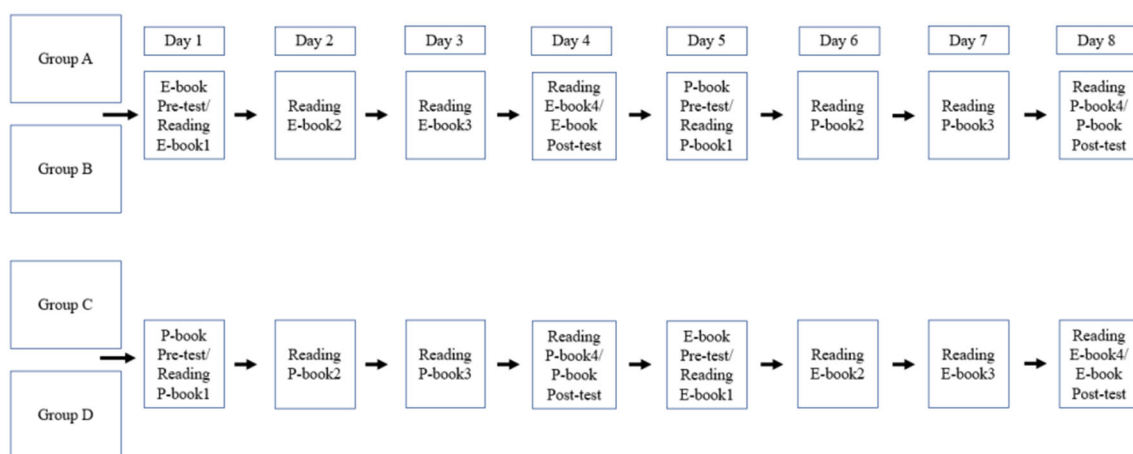 Group A
Group B
Day 1
Day 2
Day 3
Day 4
Day 5
Day 6
Day 7
Day 8
E-book
Pre-test/
Reading
E-book1
Reading
E-book2
Reading
E-book3
Reading
E-book4/
E-book
Post-test
P-book
Pre-test/
Reading
P-book1
Reading
P-book2
Reading
P-book3
Reading
P-book4/
P-book
Post-test
Group C
Group D
P-book
Pre-test/
Reading
P-book1
Reading
P-book2
Reading
P-book3
Reading
P-book4/
P-book
Post-test
E-book
Pre-test/
Reading
E-book1
Reading
E-book2
Reading
E-book3
Reading
E-book4/
E-book
Post-test